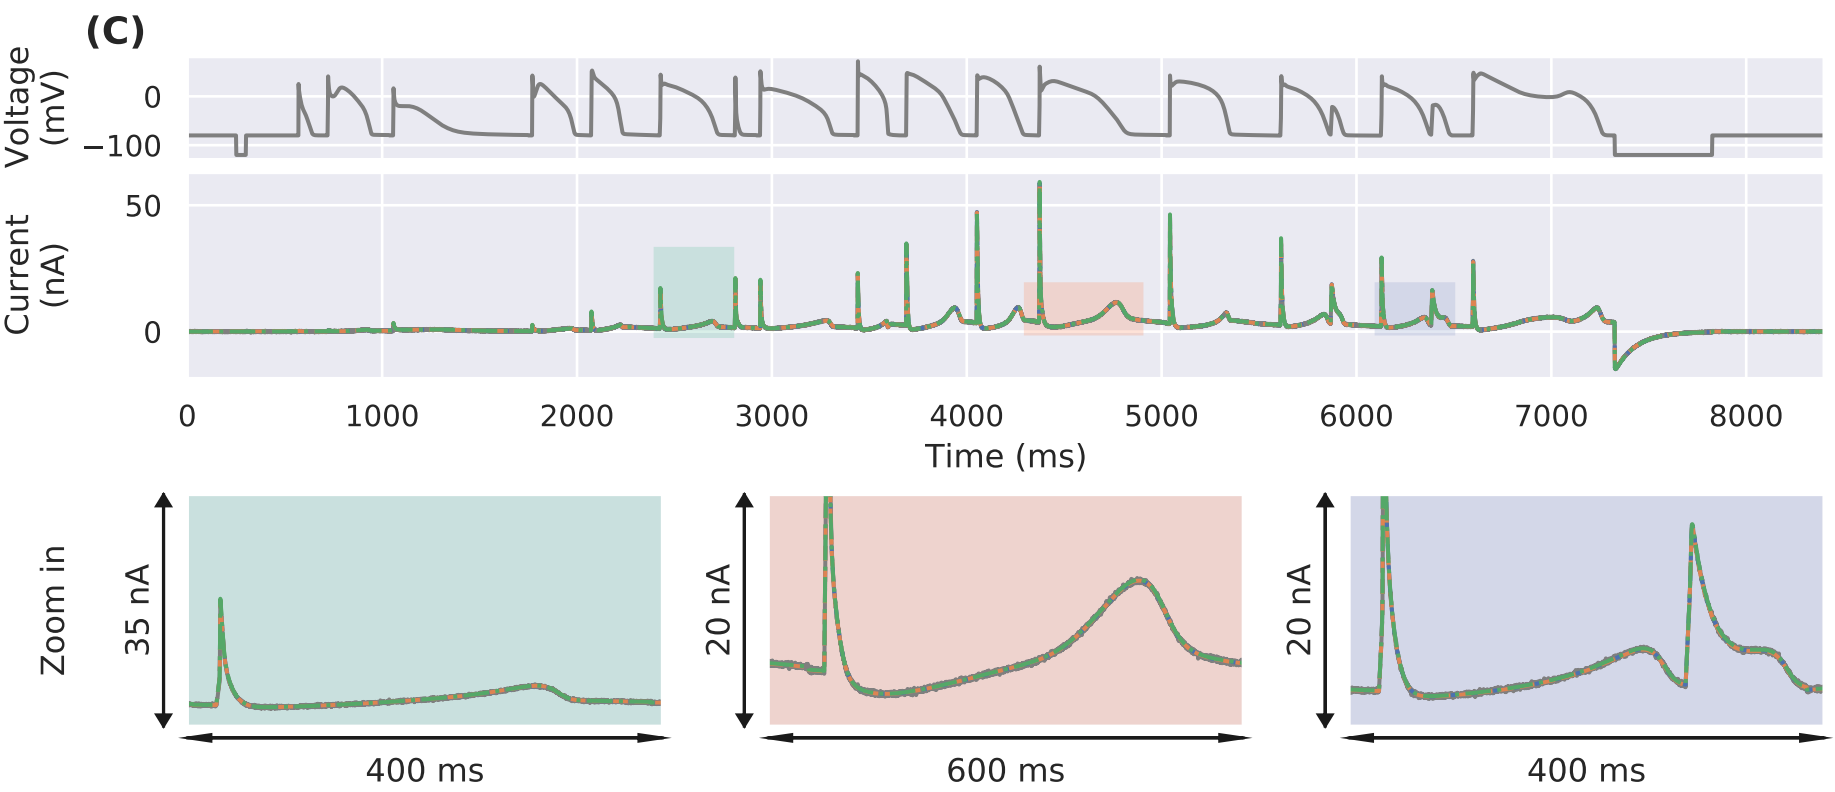 (C)
Voltage
(mV)
0
−100
Current
(nA)
50
0
0 1000 2000 3000 4000 5000 6000 7000 8000
Time (ms)
Zoom in
35 nA
20 nA
20 nA
400 ms
600 ms
400 ms